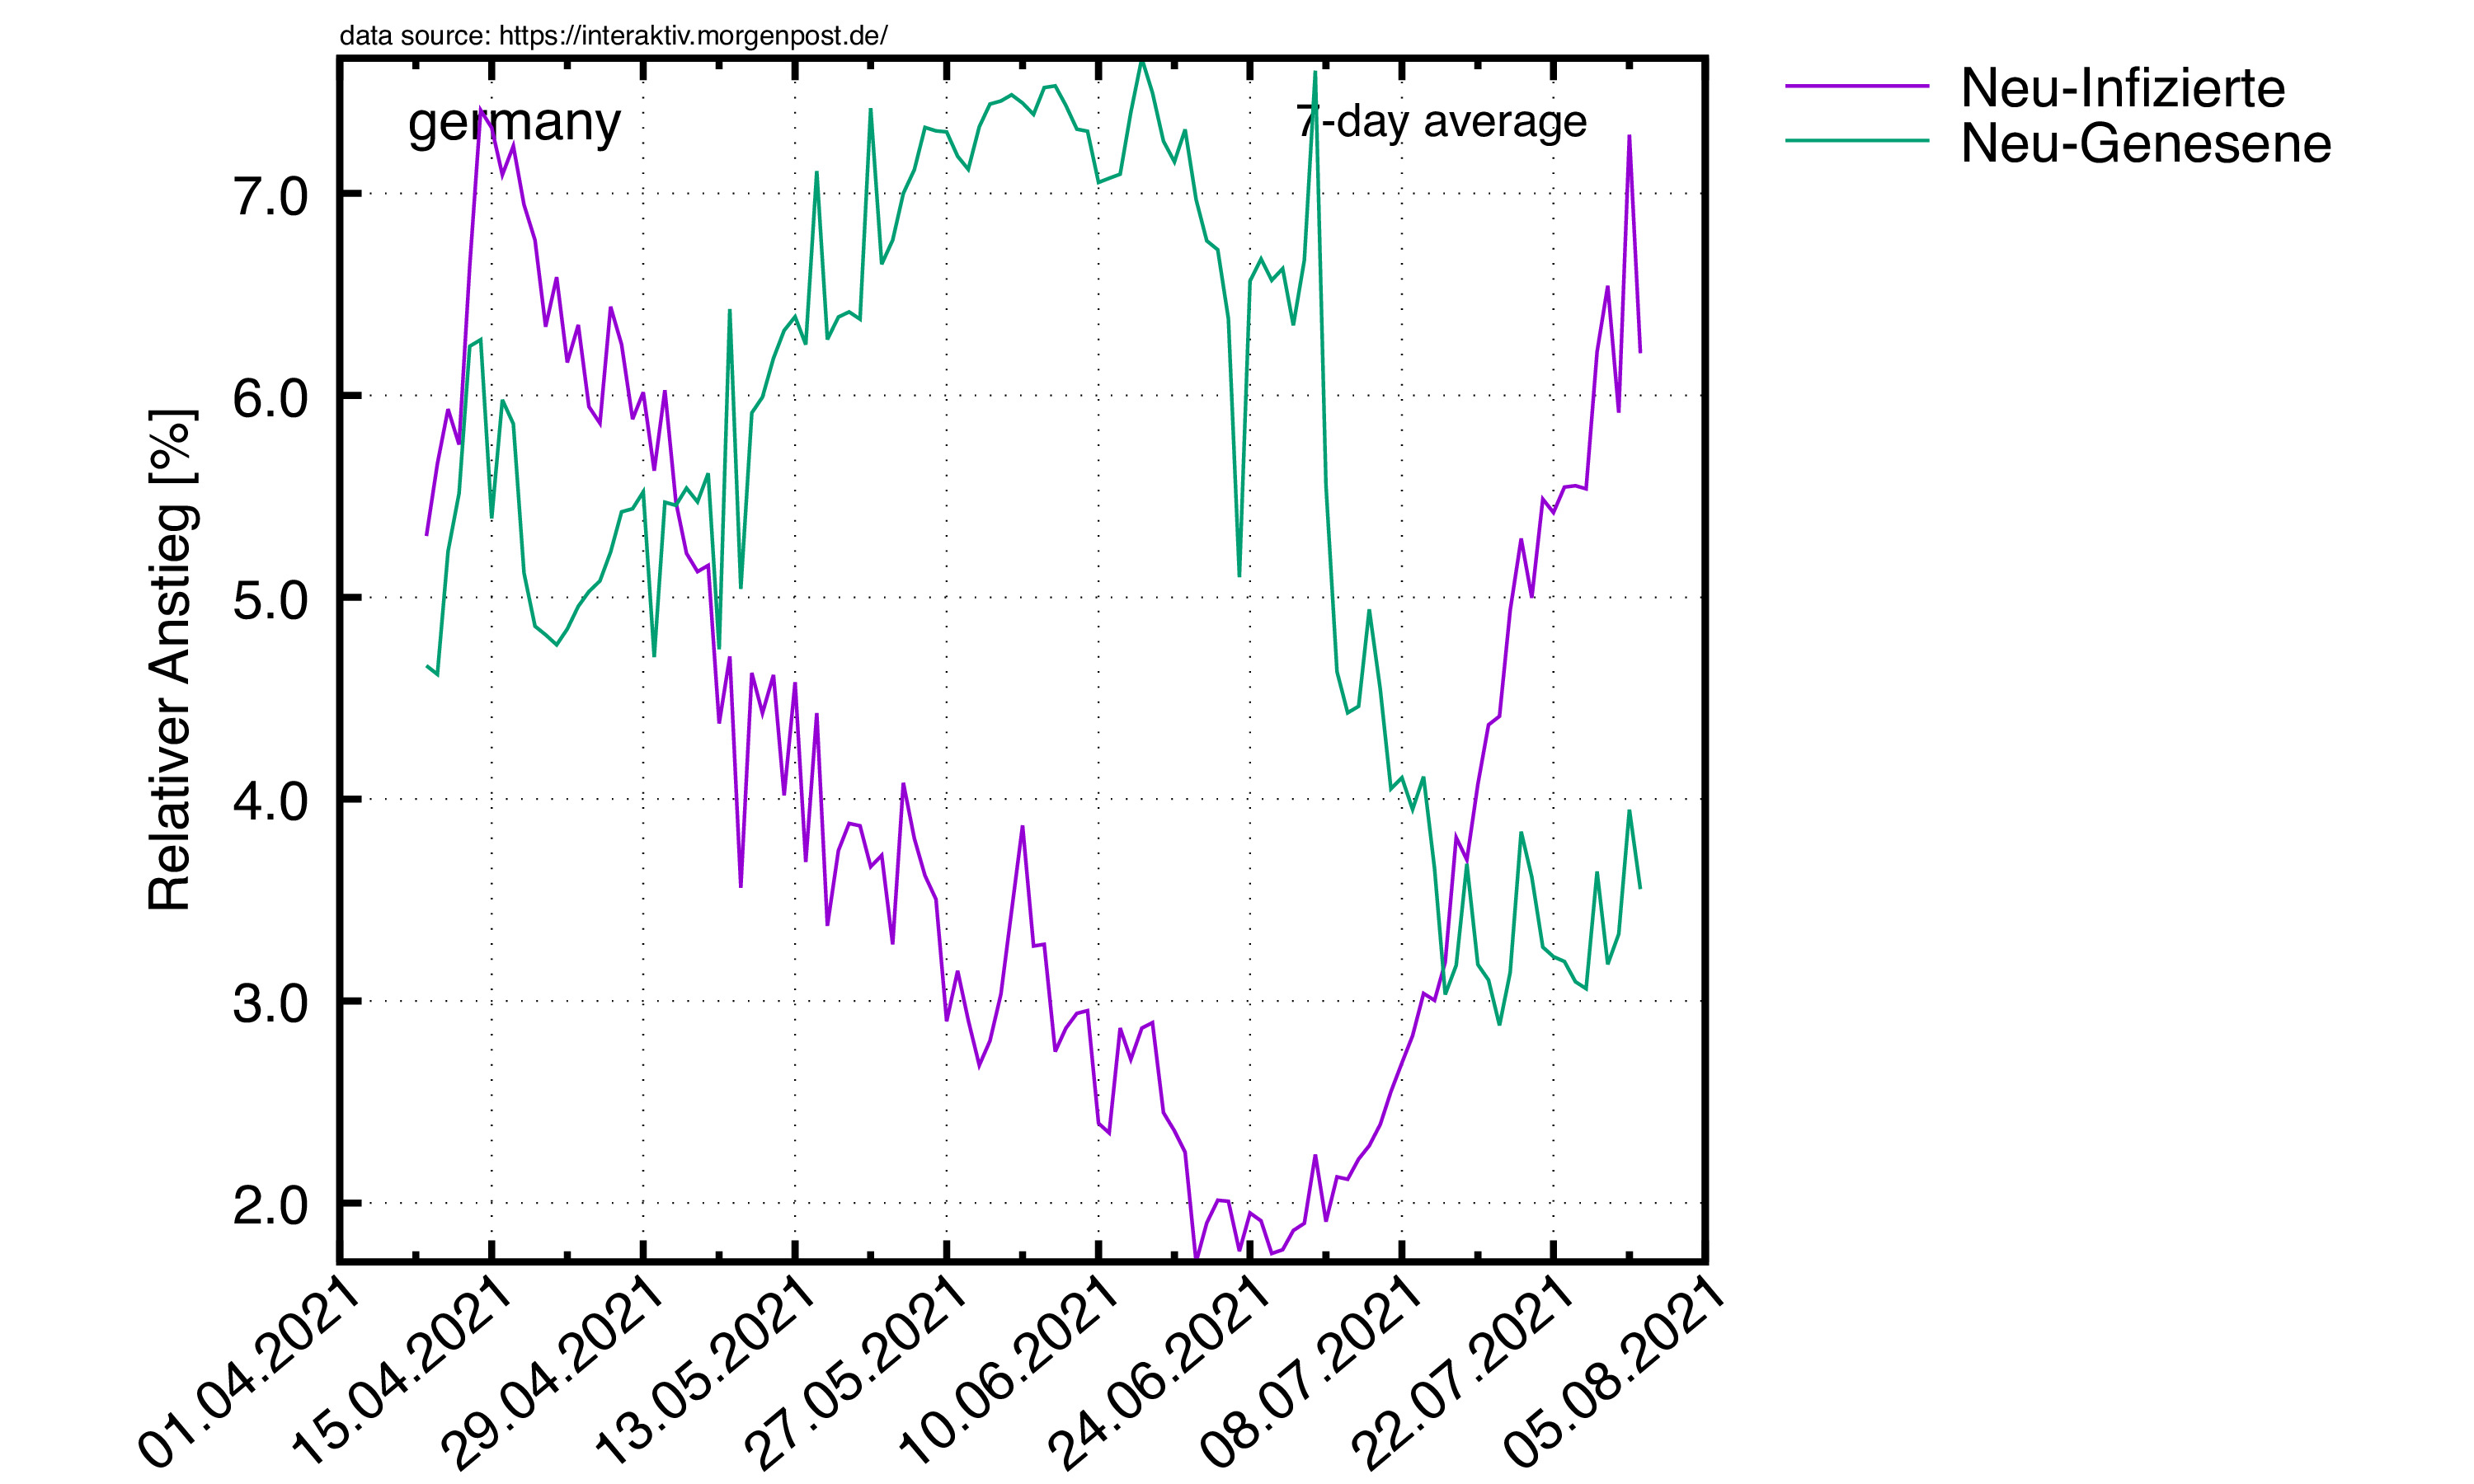 data source: https://interaktiv.morgenpost.de/
germany
7-day average
Neu-Infizierte
Neu-Genesene
Relativer Anstieg [%]
7.0
6.0
5.0
4.0
3.0
2.0
01.04.2021
15.04.2021
29.04.2021
13.05.2021
27.05.2021
10.06.2021
24.06.2021
08.07.2021
22.07.2021
05.08.2021